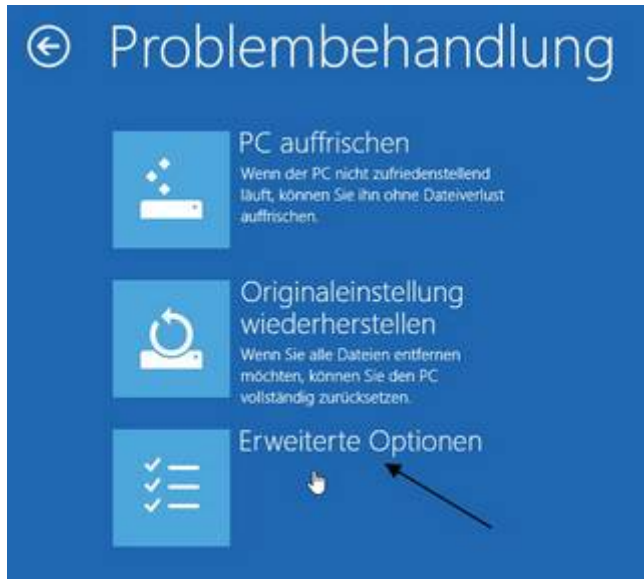 Problembehandlung
PC auffrischen
Wenn der PC nicht zufriedenstellend
läuft, können Sie ihn ohne Dateiverlust
auffrischen.
Originaleinstellung
wiederherstellen
Wenn Sie alle Dateien entfernen
möchten, können Sie den PC
vollständig zurücksetzen.
Erweiterte Optionen